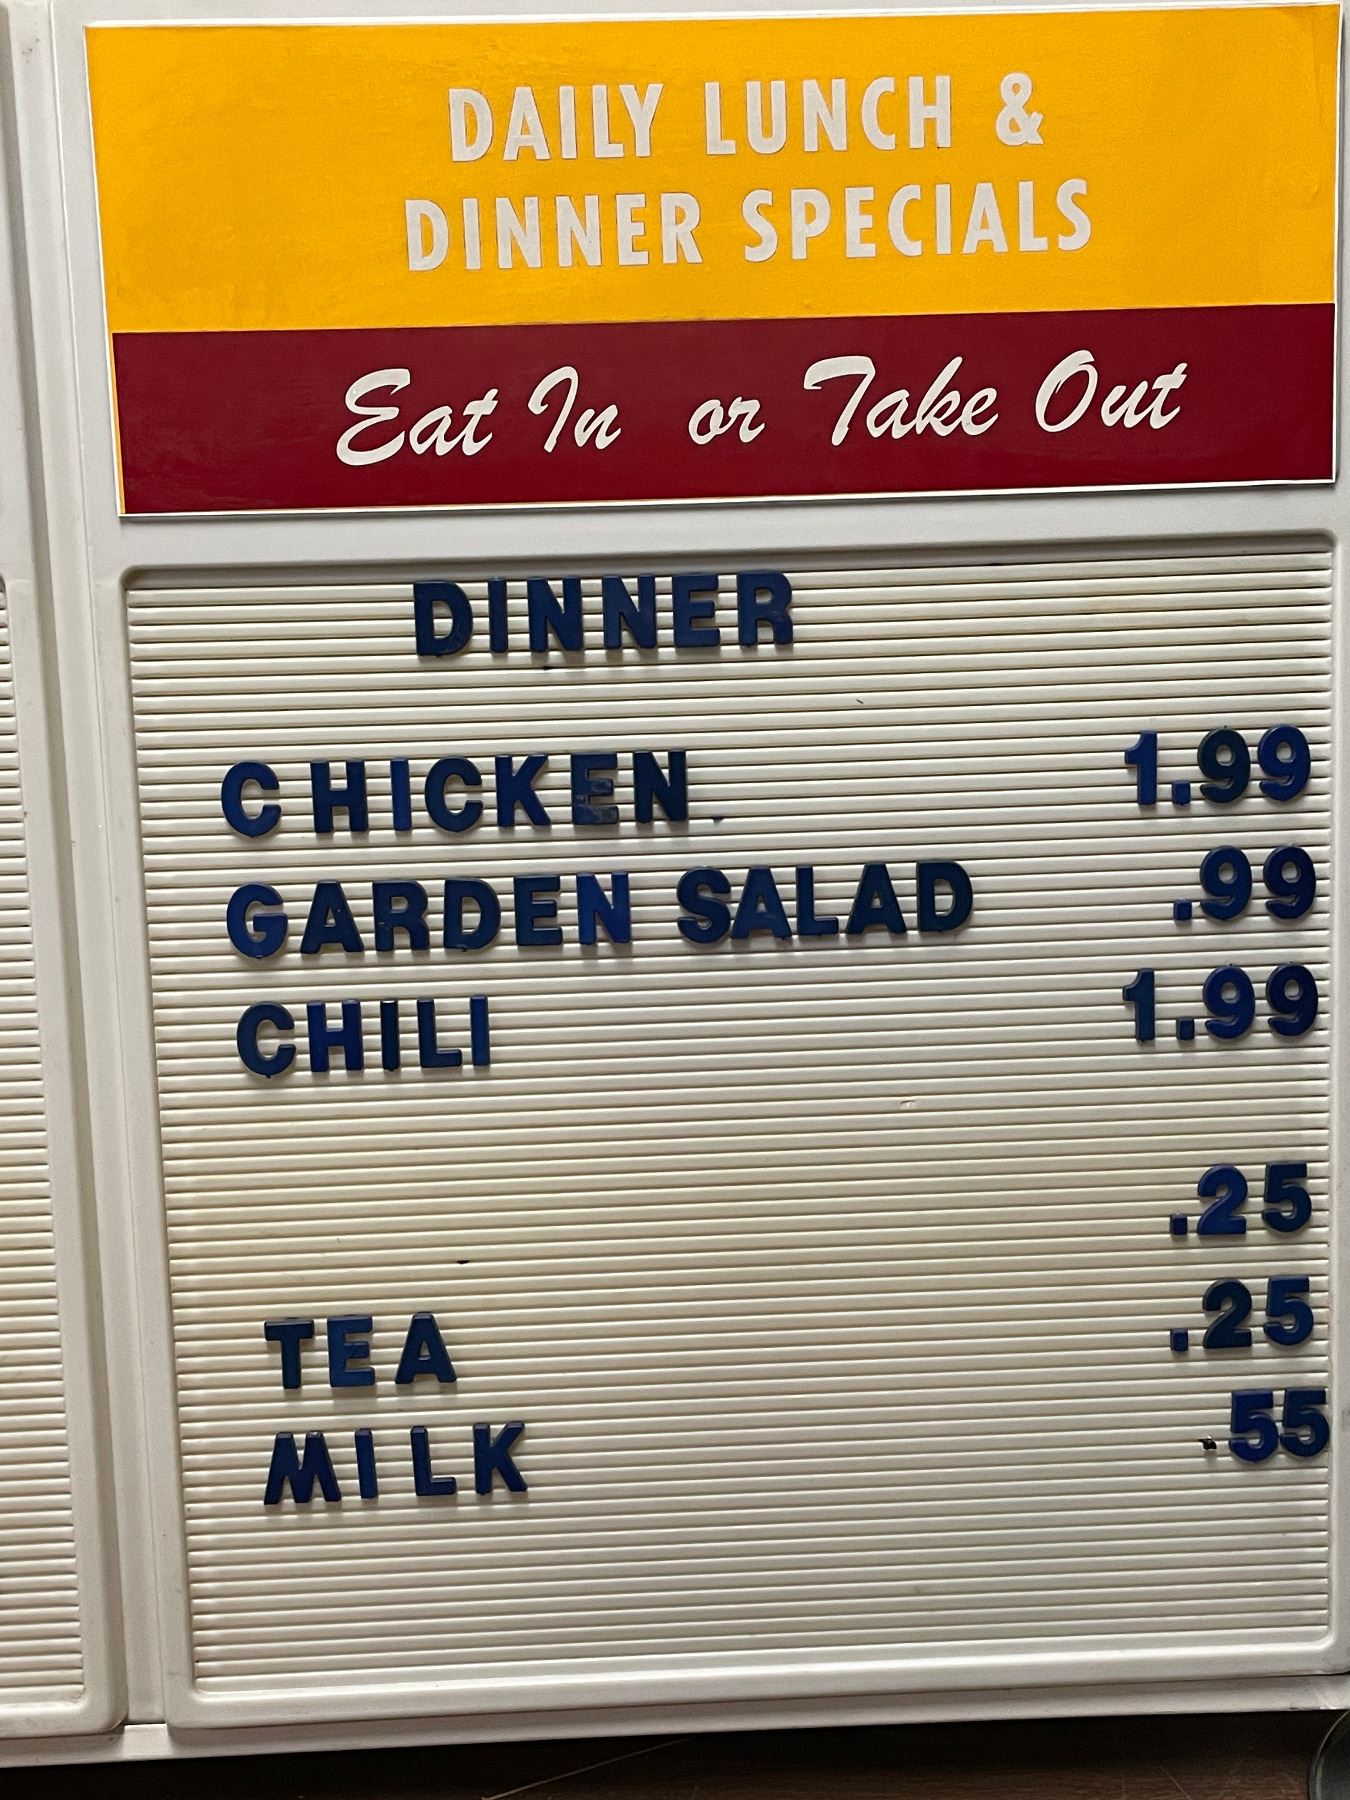 DAILY LUNCH &
DINNER SPECIALS
Eat In or Take Out
DINNER
CHICKEN 1.99
GARDEN SALAD .99
CHILI 1.99
.25
TEA .25
MILK .55